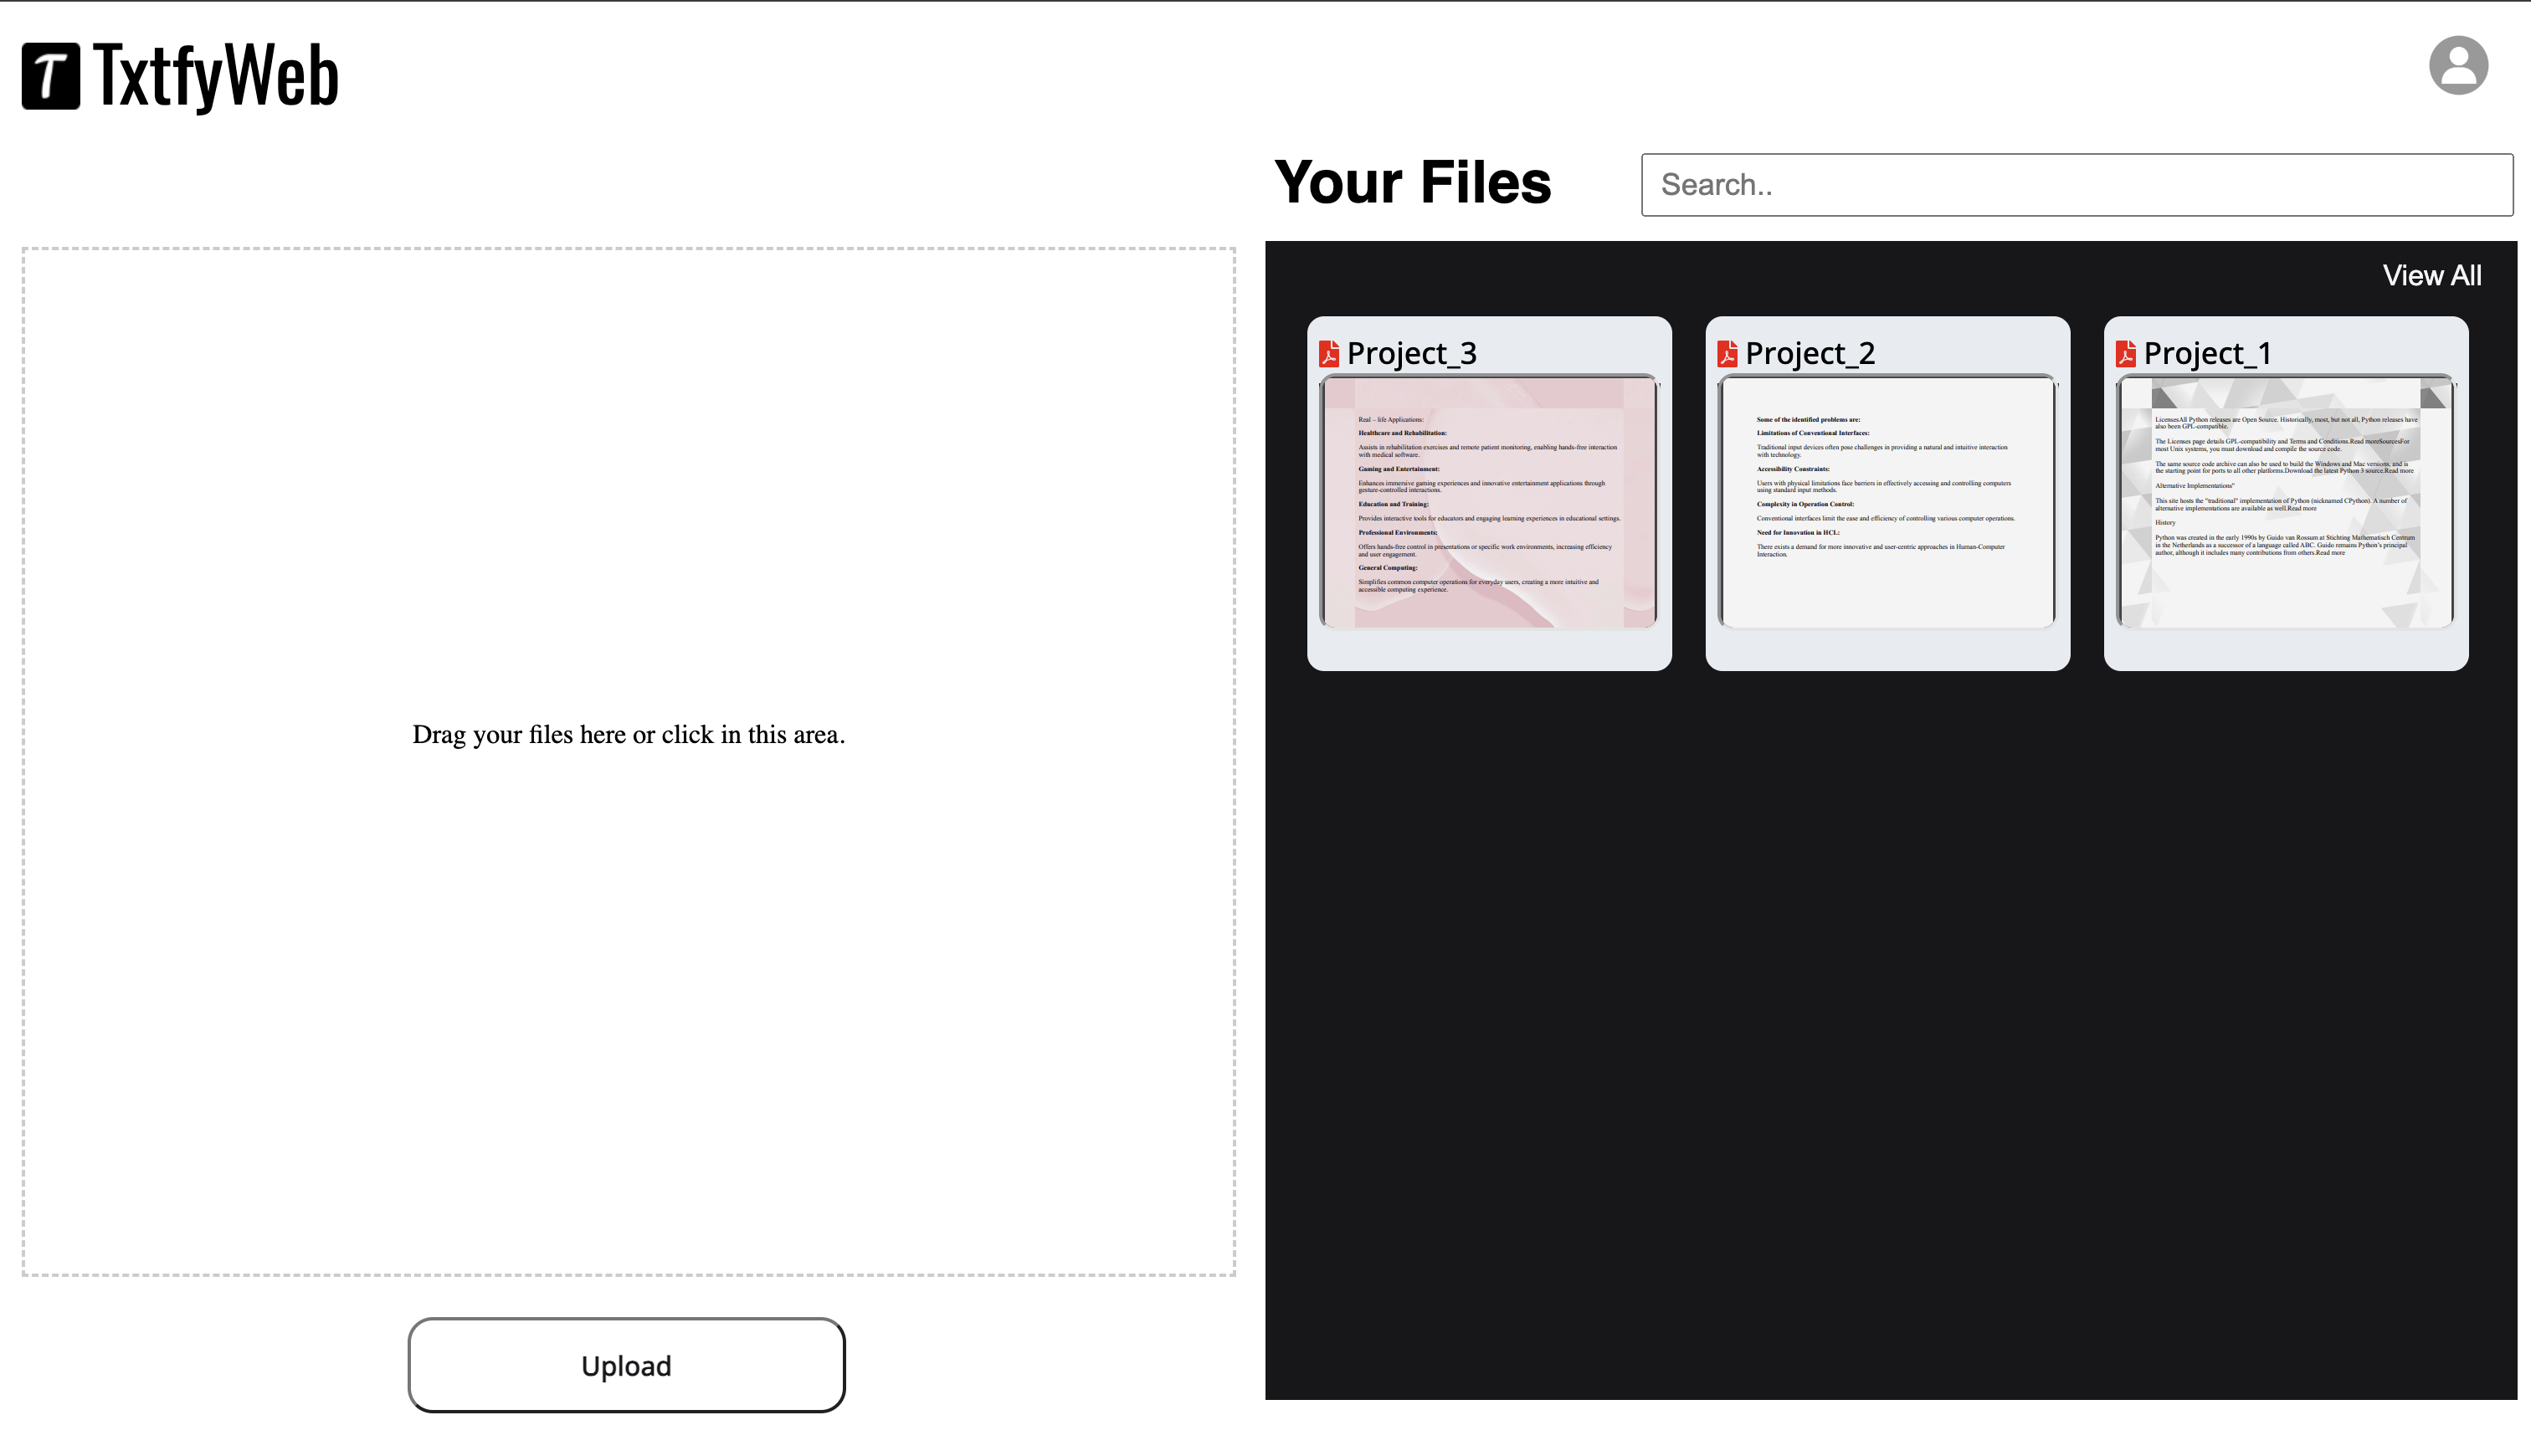 T TxtfyWeb
Your Files
Search..
Drag your files here or click in this area.
Upload
View All
Project_3
Real – life Applications:
Healthcare and Rehabilitation:
Assists in rehabilitation exercises and remote patient monitoring, enabling hands-free interaction
with medical software.
Gaming and Entertainment:
Enhances immersive gaming experiences and innovative entertainment applications through
gesture-controlled interactions.
Education and Training:
Provides interactive tools for educators and engaging learning experiences in educational settings.
Professional Environments:
Offers hands-free control in presentations or specific work environments, increasing efficiency
and user engagement.
General Computing:
Simplifies common computer operations for everyday users, creating a more intuitive and
accessible computing experience.
Project_2
Some of the identified problems are:
Limitations of Conventional Interfaces:
Traditional input devices often pose challenges in providing a natural and intuitive interaction
with technology.
Accessibility Constraints:
Users with physical limitations face barriers in effectively accessing and controlling computers
using standard input methods.
Complexity in Operation Control:
Conventional interfaces limit the ease and efficiency of controlling various computer operations.
Need for Innovation in HCI.:
There exists a demand for more innovative and user-centric approaches in Human-Computer
Interaction.
Project_1
LicensesAll Python releases are Open Source. Historically, most, but not all, Python releases have
also been GPL-compatible.
The Licenses page details GPL-compatibility and Terms and Conditions.Read moreSourcesFor
most Unix systems, you must download and compile the source code.
The same source code archive can also be used to build the Windows and Mac versions, and is
the starting point for ports to all other platforms.Download the latest Python 3 source.Read more
Alternative Implementations"
This site hosts the "traditional" implementation of Python (nicknamed CPython). A number of
alternative implementations are available as well.Read more
History
Python was created in the early 1990s by Guido van Rossum at Stichting Mathematisch Centrum
in the Netherlands as a successor of a language called ABC. Guido remains Python's principal
author, although it includes many contributions from others.Read more